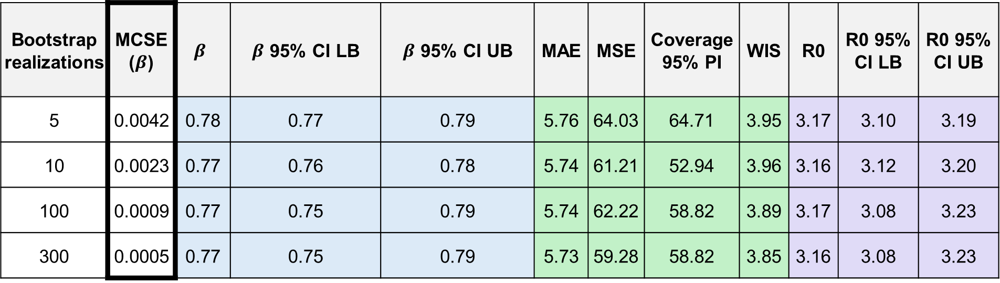 Bootstrap realizations | MCSE (β) | β | β 95% CI LB | β 95% CI UB | MAE | MSE | Coverage 95% PI | WIS | R0 | R0 95% CI LB | R0 95% CI UB
5 | 0.0042 | 0.78 | 0.77 | 0.79 | 5.76 | 64.03 | 64.71 | 3.95 | 3.17 | 3.10 | 3.19
10 | 0.0023 | 0.77 | 0.76 | 0.78 | 5.74 | 61.21 | 52.94 | 3.96 | 3.16 | 3.12 | 3.20
100 | 0.0009 | 0.77 | 0.75 | 0.79 | 5.74 | 62.22 | 58.82 | 3.89 | 3.17 | 3.08 | 3.23
300 | 0.0005 | 0.77 | 0.75 | 0.79 | 5.73 | 59.28 | 58.82 | 3.85 | 3.16 | 3.08 | 3.23